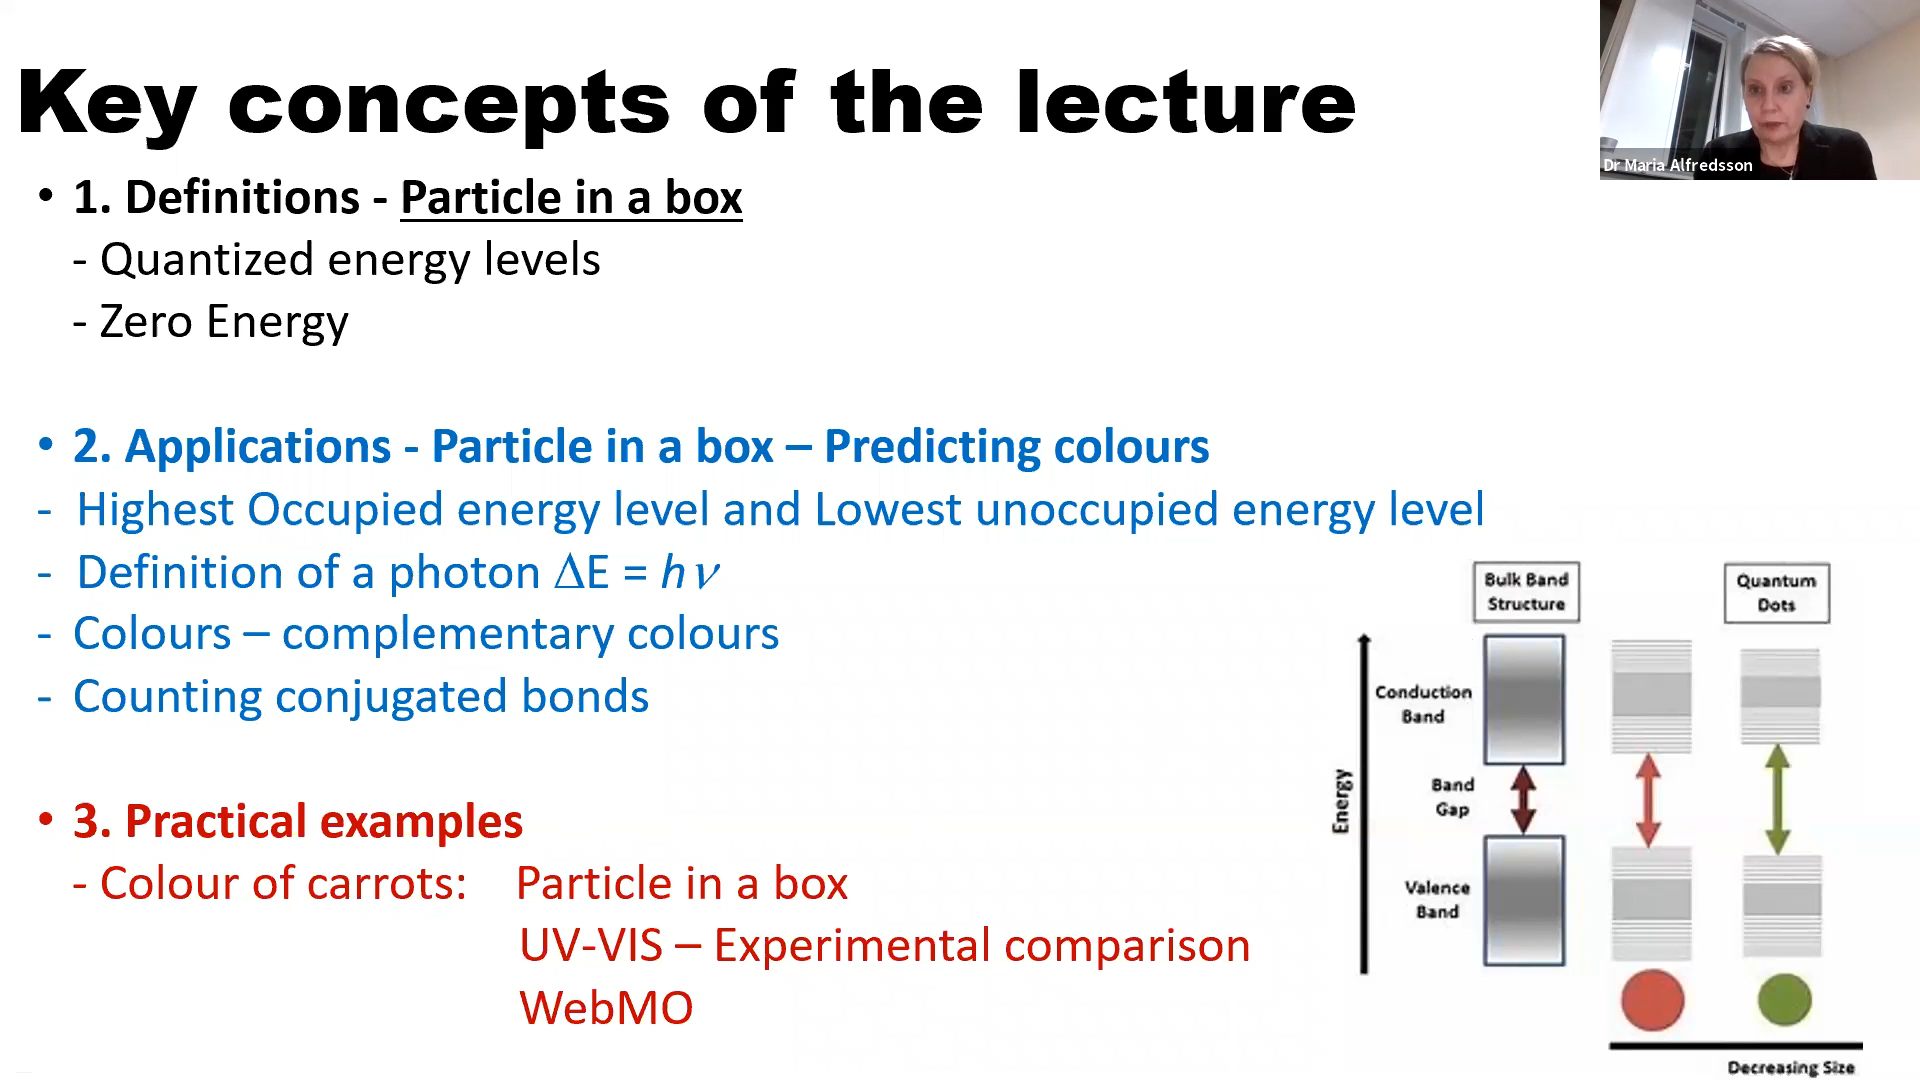 Key concepts of the lecture
Dr Maria Alfredsson
• 1. Definitions - Particle in a box
- Quantized energy levels
- Zero Energy
• 2. Applications - Particle in a box – Predicting colours
- Highest Occupied energy level and Lowest unoccupied energy level
- Definition of a photon ΔE = hν
- Colours – complementary colours
- Counting conjugated bonds
• 3. Practical examples
- Colour of carrots: Particle in a box
UV-VIS – Experimental comparison
WebMO
Bulk Band
Structure
Quantum
Dots
Energy
Conduction
Band
Band
Gap
Valence
Band
Decreasing Size